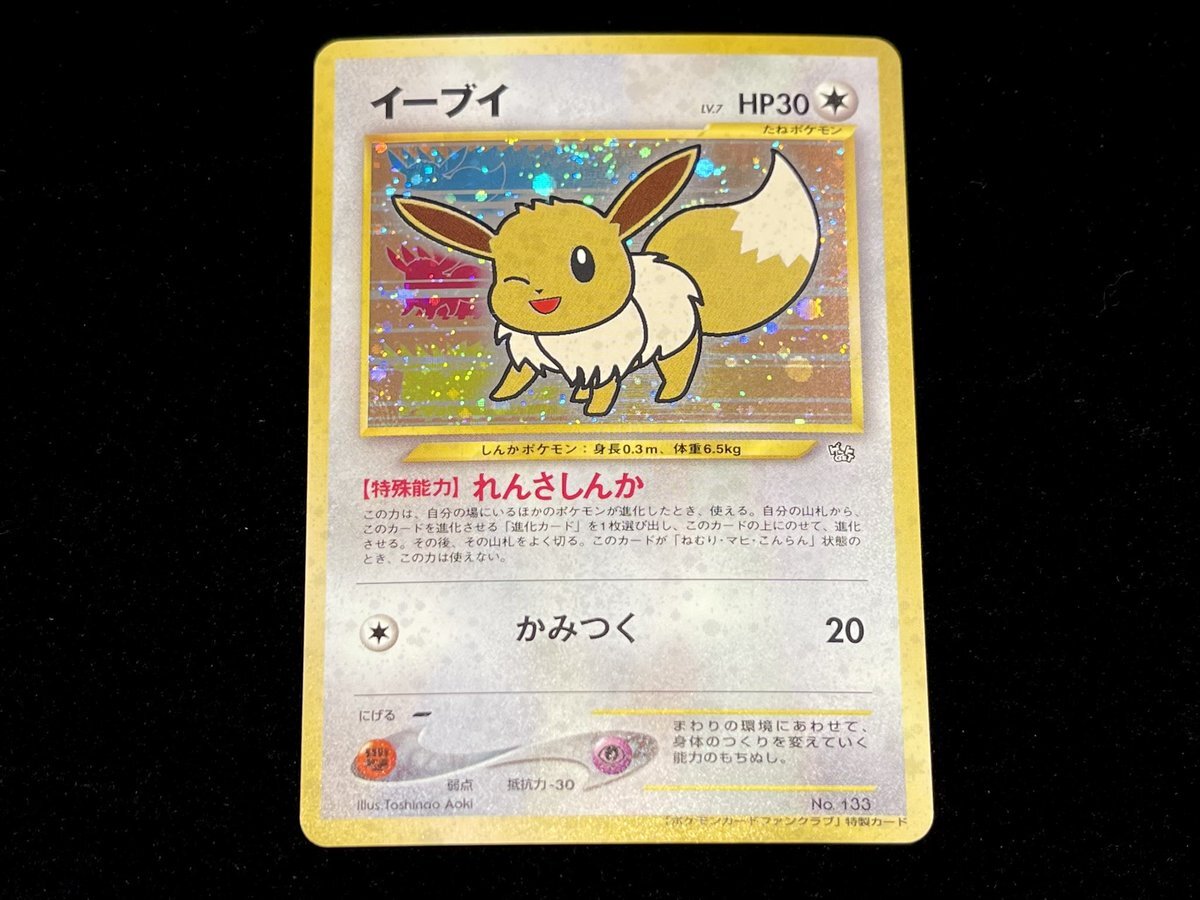 イーブイ
LV.7 HP30
たねポケモン
しんかポケモン：身長0.3m、体重6.5kg
【特殊能力】れんさしんか
この力は、自分の場にいるほかのポケモンが進化したとき、使える。自分の山札から、
このカードを進化させる「進化カード」を1枚選び出し、このカードの上にのせて、進化
させる。その後、その山札をよく切る。このカードが「ねむり・マヒ・こんらん」状態の
とき、この力は使えない。
かみつく 20
にげる
弱点 抵抗力-30
まわりの環境にあわせて、
身体のつくりを変えていく
能力のもちぬし。
Illus.Toshinao Aoki
No. 133
「ポケモンカードファンクラブ」特製カード